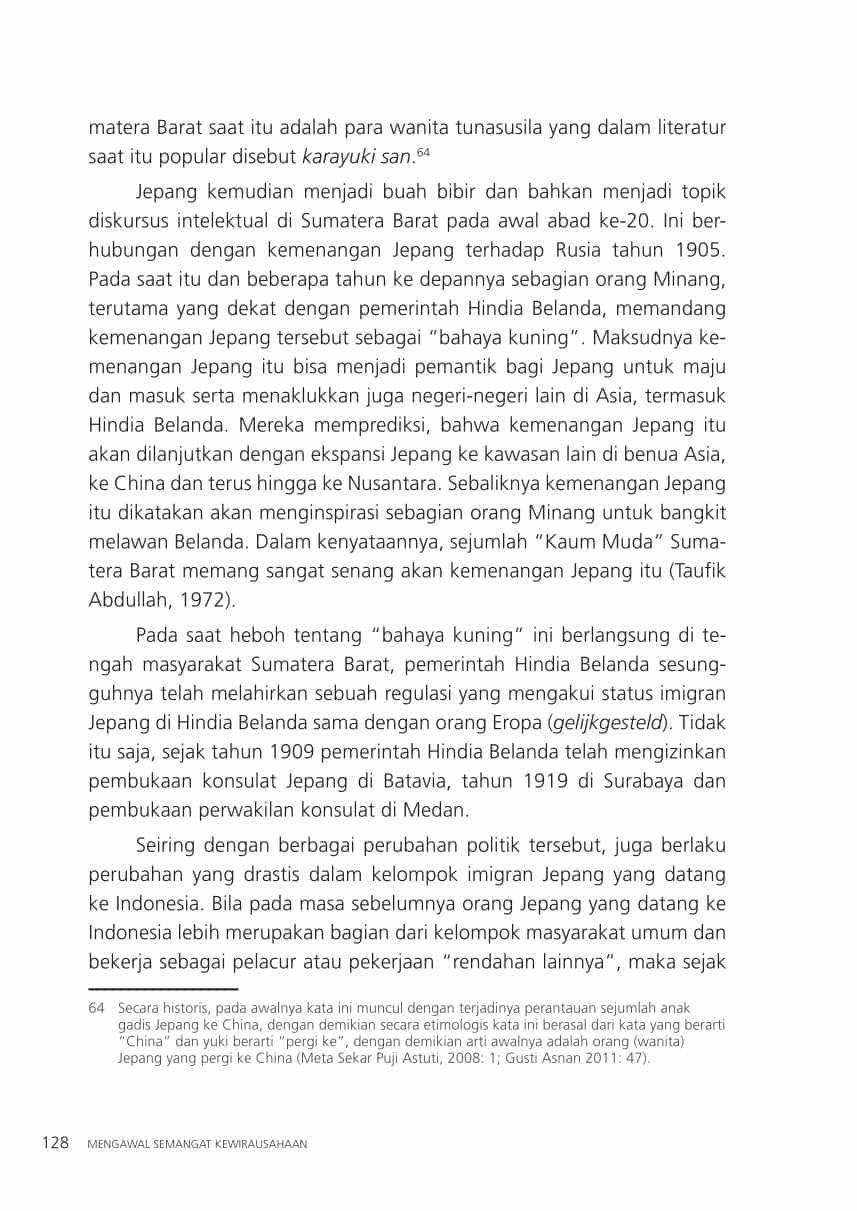 matera Barat saat itu adalah para wanita tunasusila yang dalam literatur
saat itu popular disebut karayuki san.64
Jepang kemudian menjadi buah bibir dan bahkan menjadi topik
diskursus intelektual di Sumatera Barat pada awal abad ke-20. Ini ber-
hubungan dengan kemenangan Jepang terhadap Rusia tahun 1905.
Pada saat itu dan beberapa tahun ke depannya sebagian orang Minang,
terutama yang dekat dengan pemerintah Hindia Belanda, memandang
kemenangan Jepang tersebut sebagai “bahaya kuning”. Maksudnya ke-
menangan Jepang itu bisa menjadi pemantik bagi Jepang untuk maju
dan masuk serta menaklukkan juga negeri-negeri lain di Asia, termasuk
Hindia Belanda. Mereka memprediksi, bahwa kemenangan Jepang itu
akan dilanjutkan dengan ekspansi Jepang ke kawasan lain di benua Asia,
ke China dan terus hingga ke Nusantara. Sebaliknya kemenangan Jepang
itu dikatakan akan menginspirasi sebagian orang Minang untuk bangkit
melawan Belanda. Dalam kenyataannya, sejumlah “Kaum Muda” Suma-
tera Barat memang sangat senang akan kemenangan Jepang itu (Taufik
Abdullah, 1972).
Pada saat heboh tentang “bahaya kuning” ini berlangsung di te-
ngah masyarakat Sumatera Barat, pemerintah Hindia Belanda sesung-
guhnya telah melahirkan sebuah regulasi yang mengakui status imigran
Jepang di Hindia Belanda sama dengan orang Eropa (gelijkgesteld). Tidak
itu saja, sejak tahun 1909 pemerintah Hindia Belanda telah mengizinkan
pembukaan konsulat Jepang di Batavia, tahun 1919 di Surabaya dan
pembukaan perwakilan konsulat di Medan.
Seiring dengan berbagai perubahan politik tersebut, juga berlaku
perubahan yang drastis dalam kelompok imigran Jepang yang datang
ke Indonesia. Bila pada masa sebelumnya orang Jepang yang datang ke
Indonesia lebih merupakan bagian dari kelompok masyarakat umum dan
bekerja sebagai pelacur atau pekerjaan “rendahan lainnya”, maka sejak
64 Secara historis, pada awalnya kata ini muncul dengan terjadinya perantauan sejumlah anak
gadis Jepang ke China, dengan demikian secara etimologis kata ini berasal dari kata yang berarti
“China” dan yuki berarti “pergi ke”, dengan demikian arti awalnya adalah orang (wanita)
Jepang yang pergi ke China (Meta Sekar Puji Astuti, 2008: 1; Gusti Asnan 2011: 47).
128 MENGAWAL SEMANGAT KEWIRAUSAHAAN